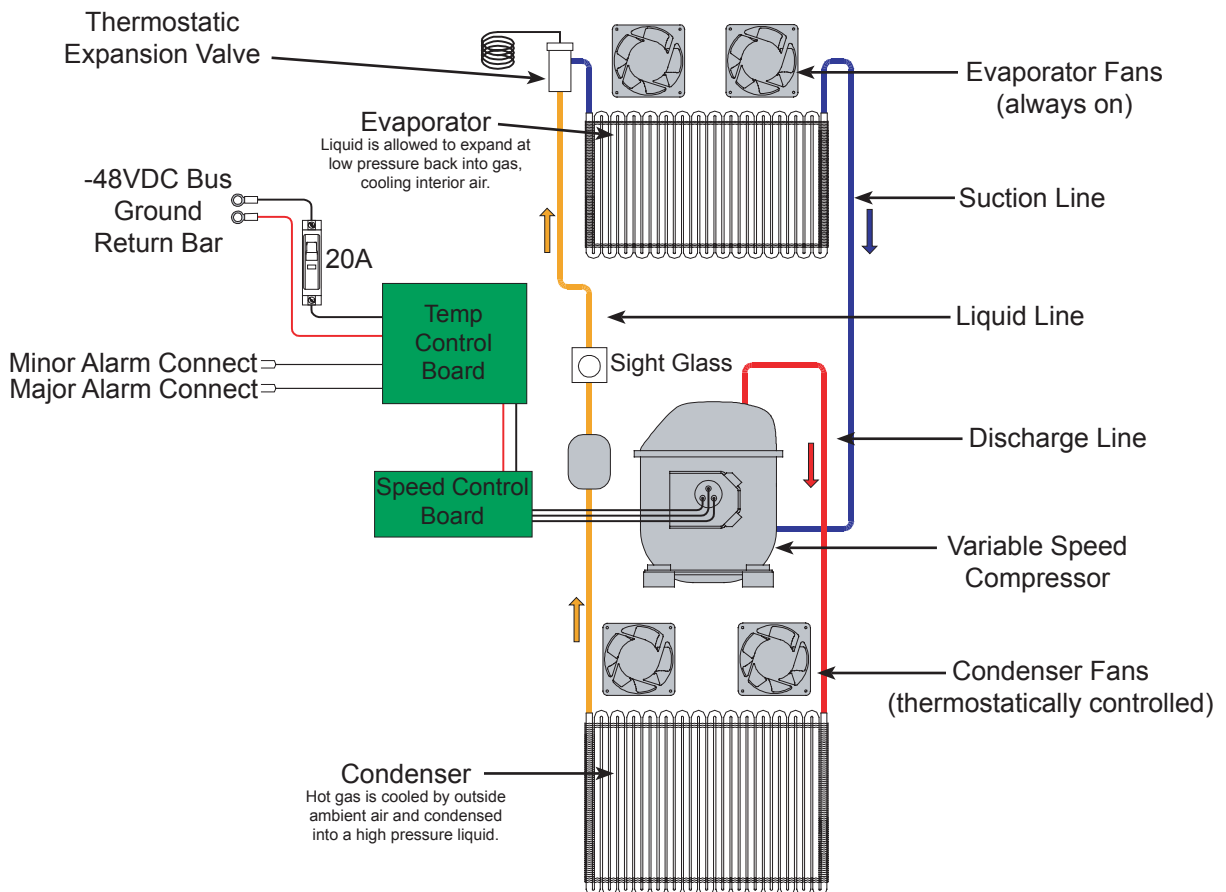 Thermostatic
Expansion Valve
Evaporator Fans
(always on)
Evaporator
Liquid is allowed to expand at
low pressure back into gas,
cooling interior air.
-48VDC Bus
Ground
Return Bar
20A
Suction Line
Temp
Control
Board
Liquid Line
Minor Alarm Connect
Major Alarm Connect
Sight Glass
Discharge Line
Speed Control
Board
Variable Speed
Compressor
Condenser Fans
(thermostatically controlled)
Condenser
Hot gas is cooled by outside
ambient air and condensed
into a high pressure liquid.